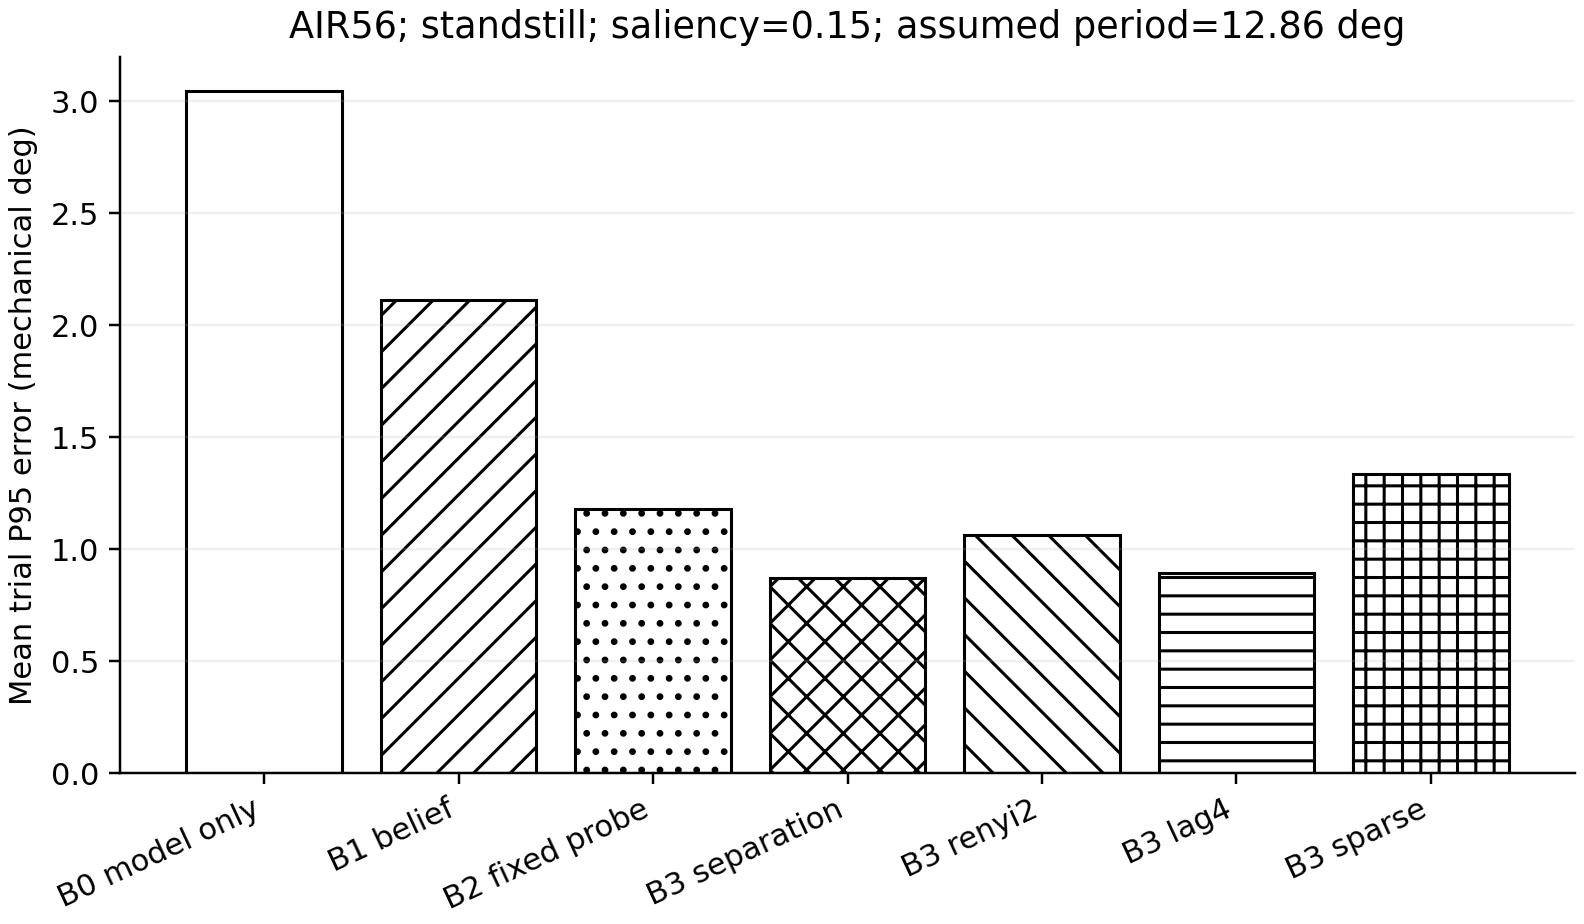 AIR56; standstill; saliency=0.15; assumed period=12.86 deg
Mean trial P95 error (mechanical deg)
3.0
2.5
2.0
1.5
1.0
0.5
0.0
B0 model only
B1 belief
B2 fixed probe
B3 separation
B3 renyi2
B3 lag4
B3 sparse